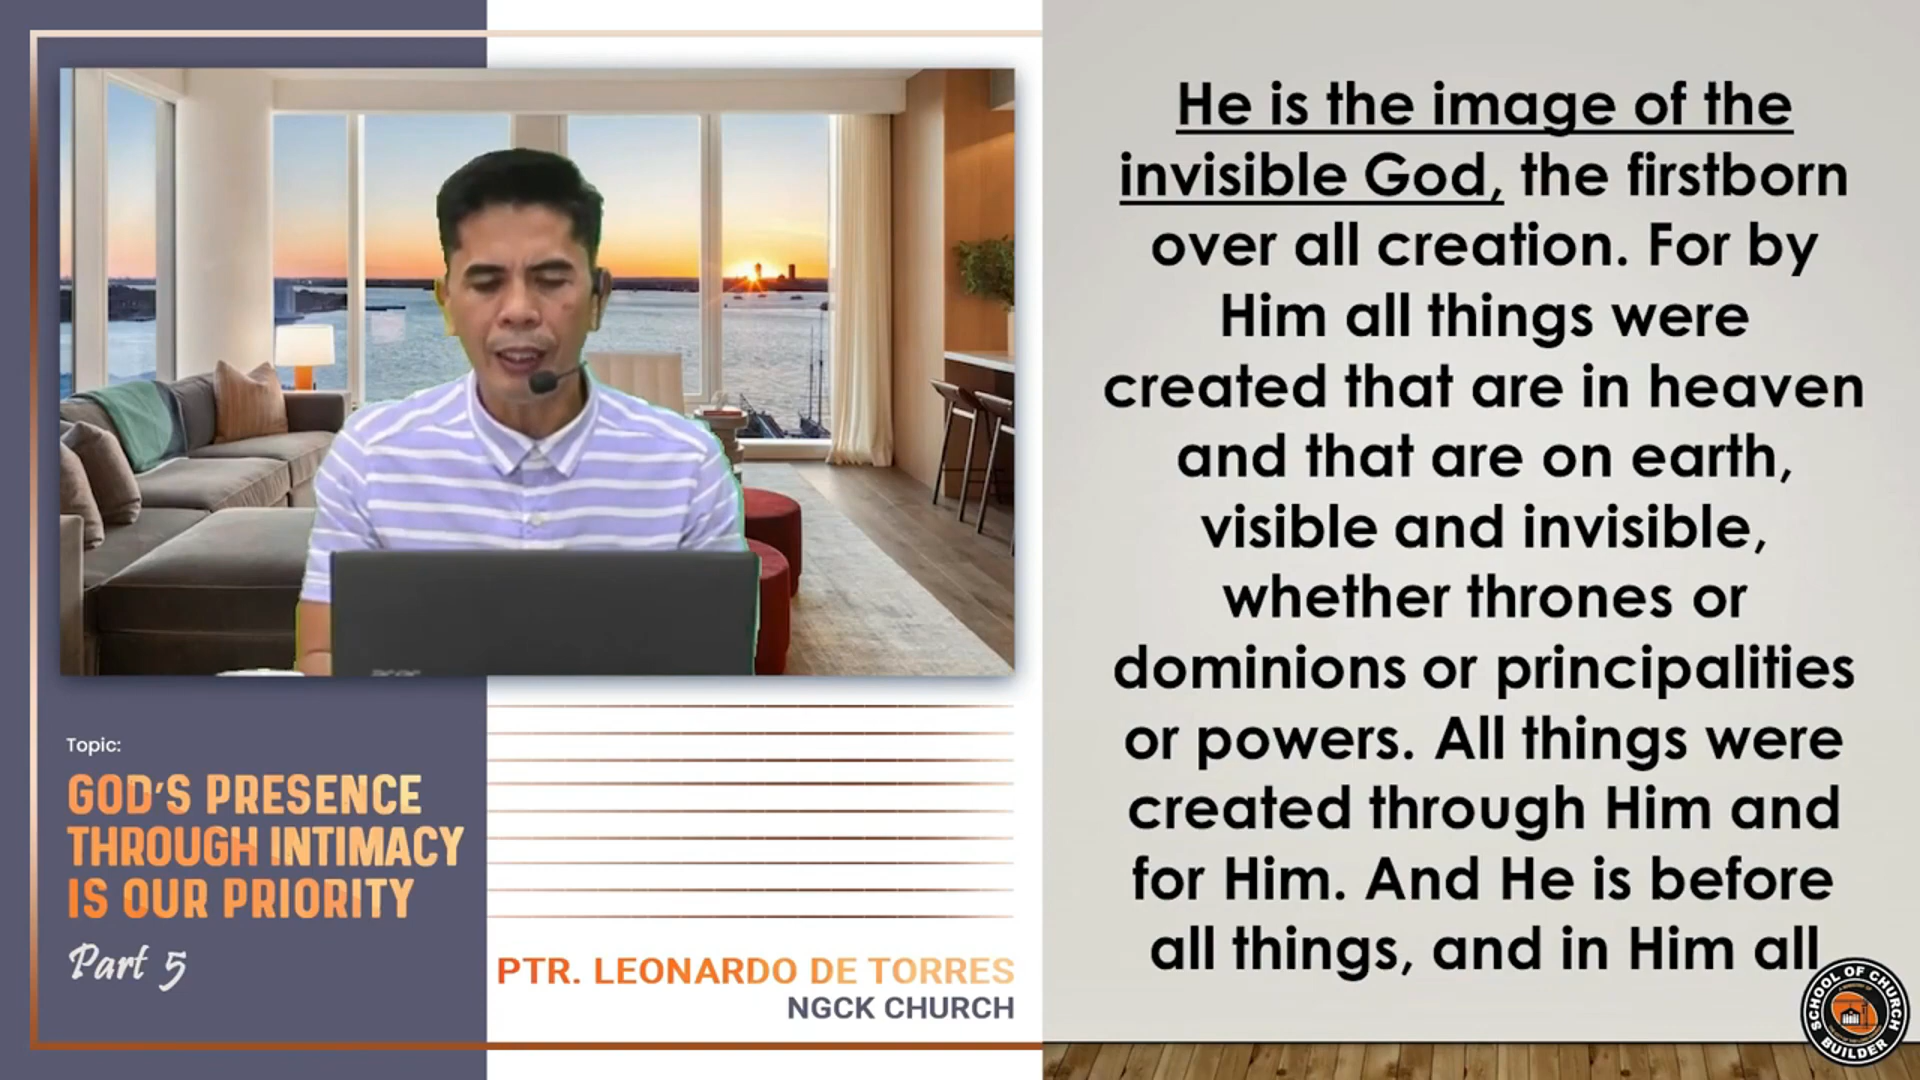 Topic:
GOD'S PRESENCE
THROUGH INTIMACY
IS OUR PRIORITY
Part 5
PTR. LEONARDO DE TORRES
NGCK CHURCH
He is the image of the
invisible God, the firstborn
over all creation. For by
Him all things were
created that are in heaven
and that are on earth,
visible and invisible,
whether thrones or
dominions or principalities
or powers. All things were
created through Him and
for Him. And He is before
all things, and in Him all
SCHOOL OF CHURCH
BUILDER